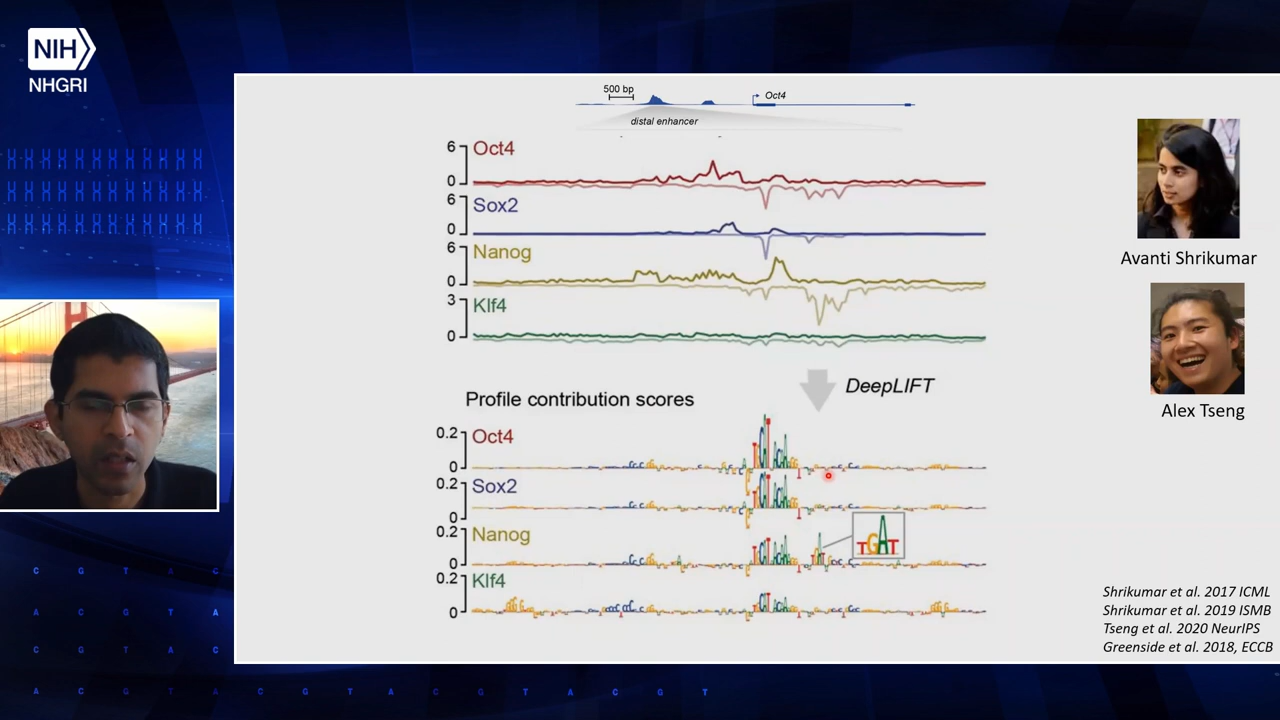 NIH
NHGRI
500 bp
Oct4
distal enhancer
6
Oct4
0
6
Sox2
0
6
Nanog
0
3
Klf4
0
DeepLIFT
Profile contribution scores
0.2
Oct4
0
0.2
Sox2
0
0.2
Nanog
0
TGAT
0.2
Klf4
0
Avanti Shrikumar
Alex Tseng
Shrikumar et al. 2017 ICML
Shrikumar et al. 2019 ISMB
Tseng et al. 2020 NeurIPS
Greenside et al. 2018, ECCB
C G T A C
A C G T A
C G T A C
A C G T A C G T A C G T A C G T